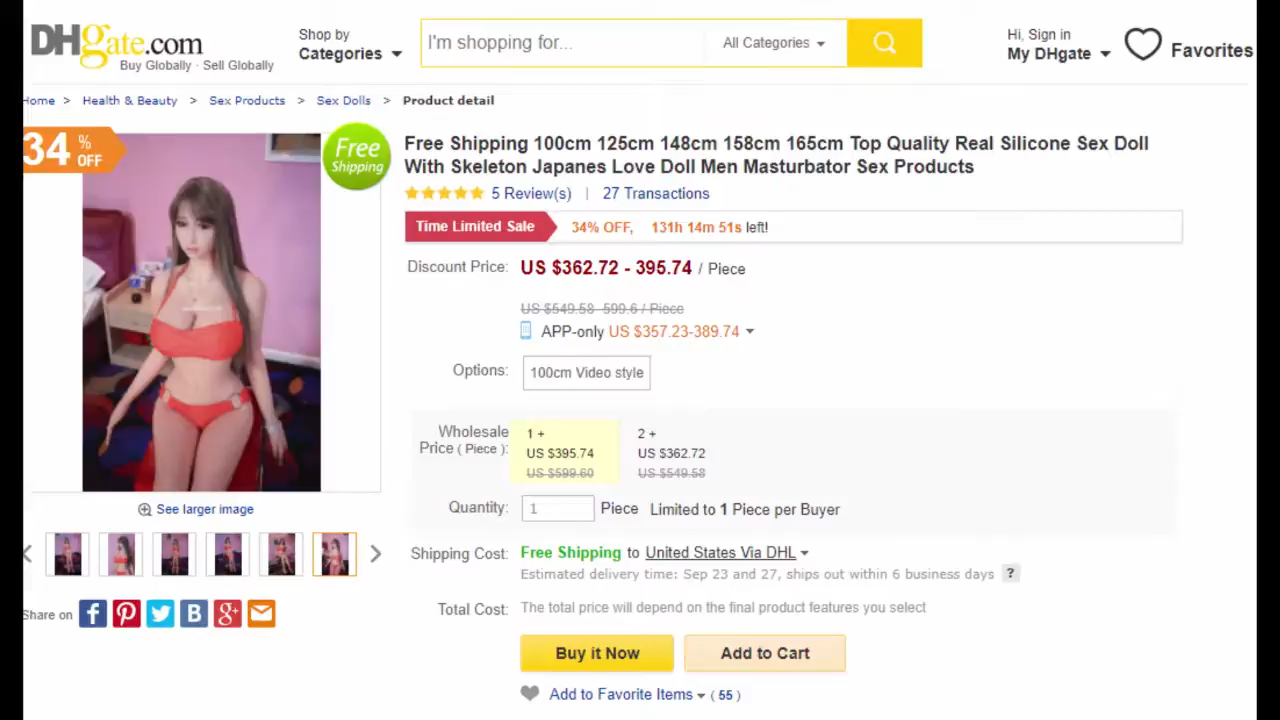 DHgate.com
Buy Globally · Sell Globally
Shop by
Categories
I'm shopping for...
All Categories
Hi, Sign in
My DHgate
Favorites
Home > Health & Beauty > Sex Products > Sex Dolls > Product detail
34 % OFF
Free Shipping
Free Shipping 100cm 125cm 148cm 158cm 165cm Top Quality Real Silicone Sex Doll
With Skeleton Japanes Love Doll Men Masturbator Sex Products
5 Review(s) | 27 Transactions
Time Limited Sale 34% OFF, 131h 14m 51s left!
Discount Price: US $362.72 - 395.74 / Piece
US $549.58-599.6 / Piece
APP-only US $357.23-389.74
Options: 100cm Video style
Wholesale
Price ( Piece ):
1 + 2 +
US $395.74 US $362.72
US $599.60 US $549.58
Quantity: 1 Piece Limited to 1 Piece per Buyer
See larger image
Shipping Cost: Free Shipping to United States Via DHL
Estimated delivery time: Sep 23 and 27, ships out within 6 business days ?
Share on
Total Cost: The total price will depend on the final product features you select
Buy it Now
Add to Cart
Add to Favorite Items ( 55 )